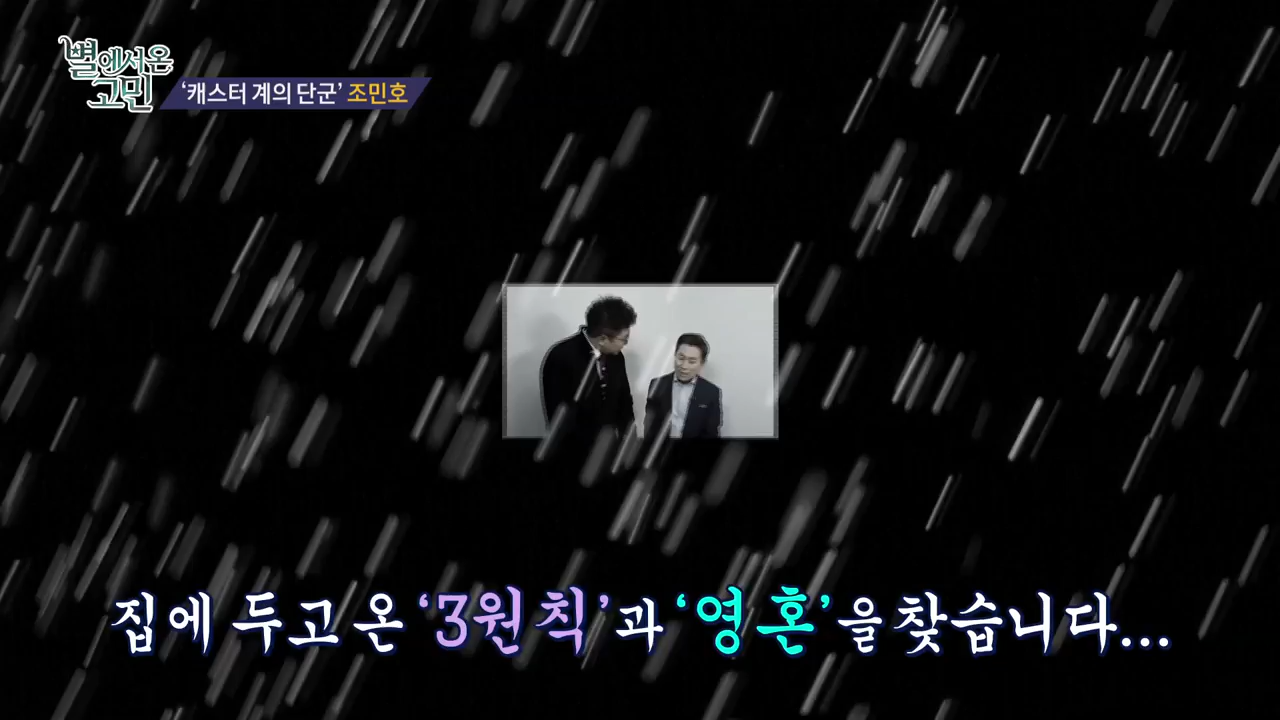 별에서온
고민
‘캐스터 계의 단군’ 조민호
집에 두고 온 ‘3원칙’과 ‘영혼’을 찾습니다...